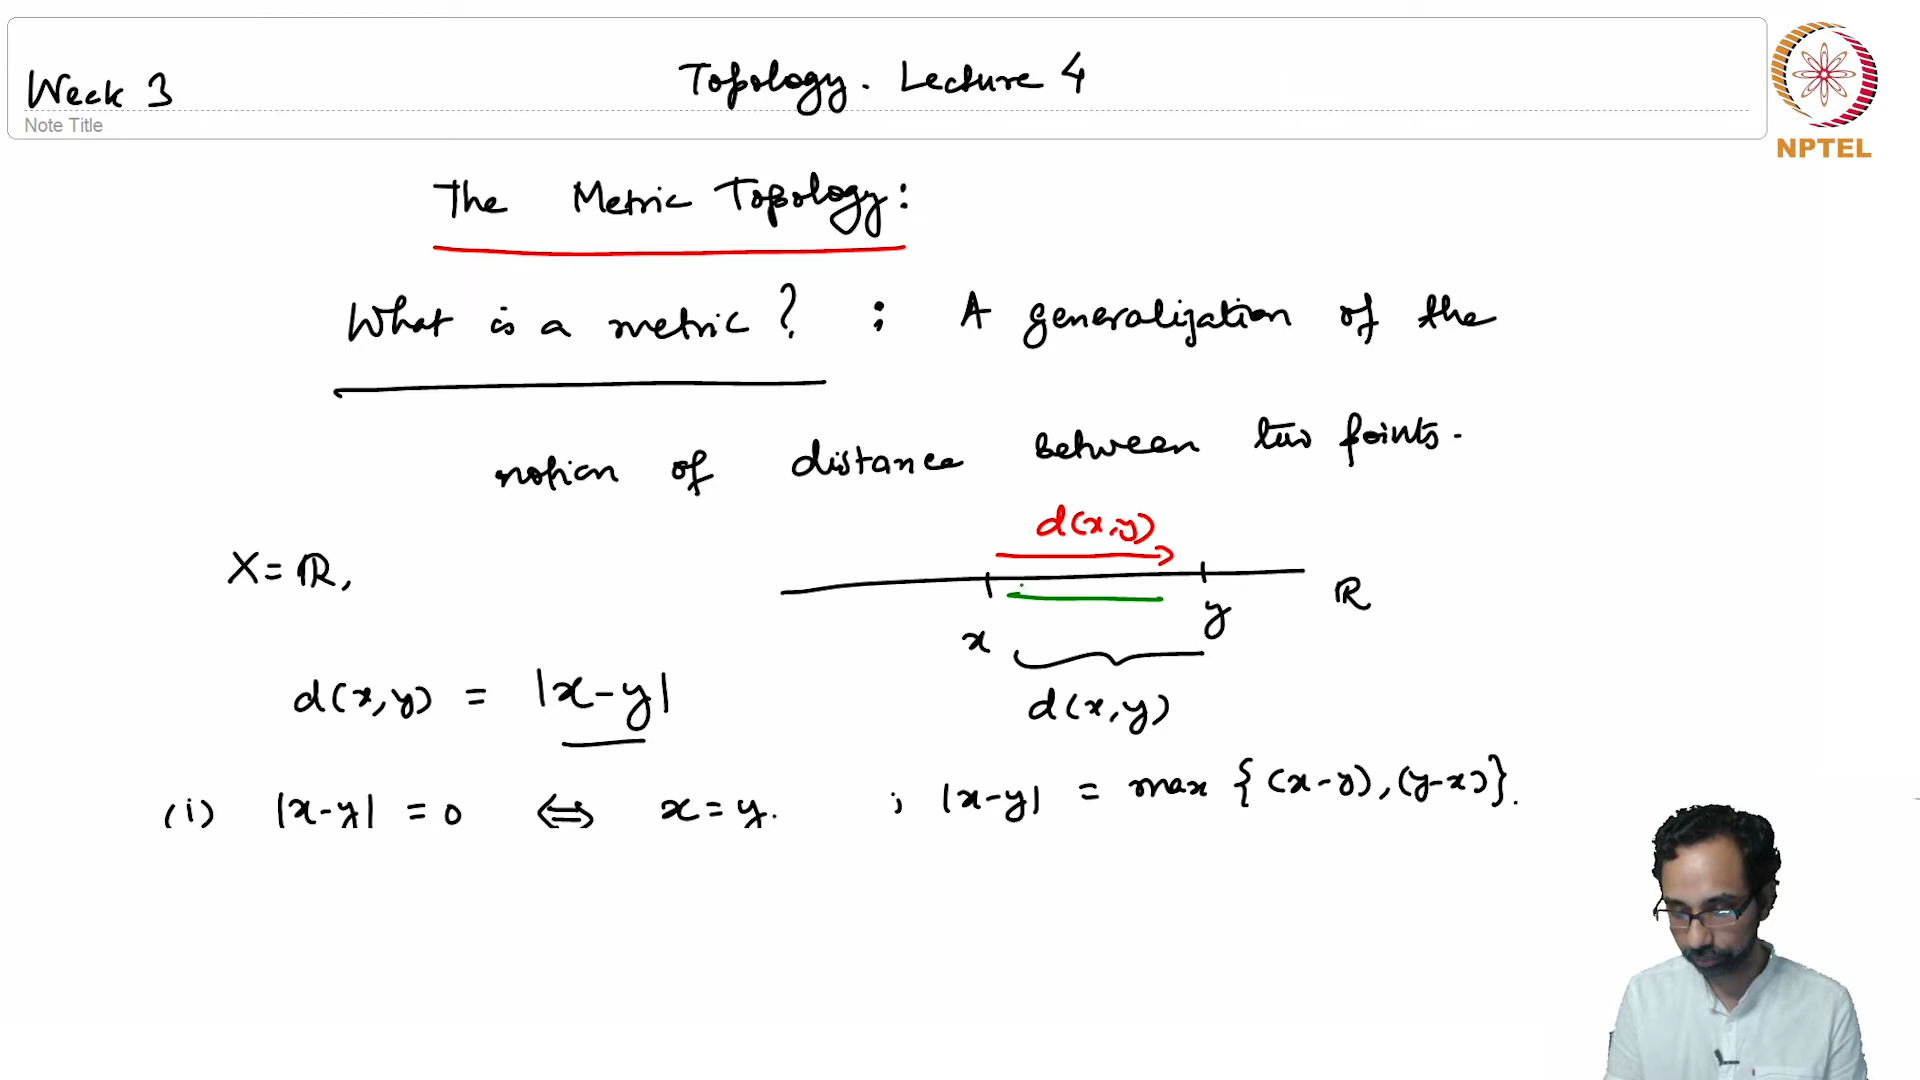 Week 3
Topology. Lecture 4
Note Title
NPTEL
The Metric Topology:
What is a metric? : A generalization of the
notion of distance between two points.
d(x,y)
X = ℝ,
x y ℝ
d(x,y) = |x-y|
d(x,y)
(i) |x-y| = 0 ⇔ x=y. ; |x-y| = max {(x-y),(y-x)}.